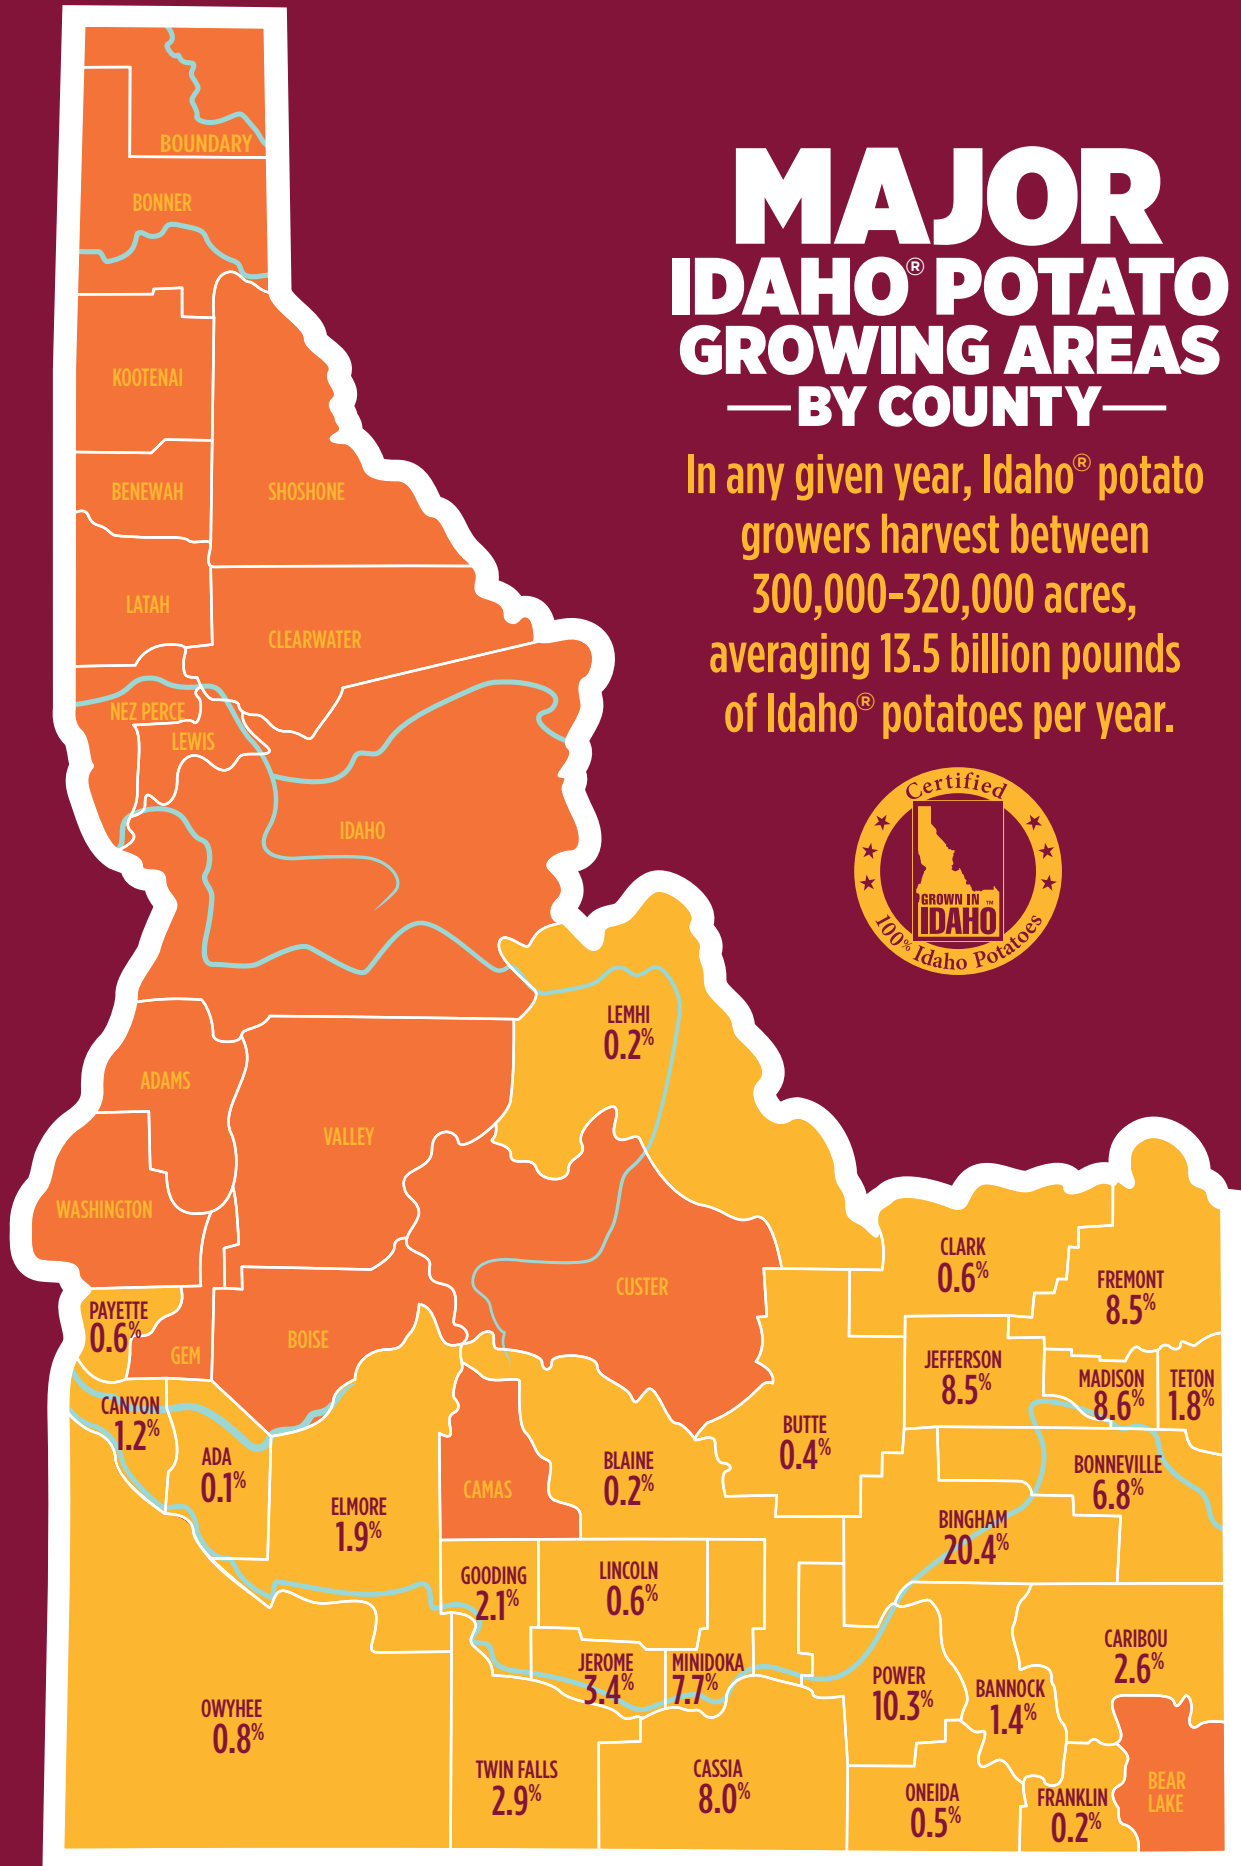 MAJOR
IDAHO® POTATO
GROWING AREAS
BY COUNTY
In any given year, Idaho® potato
growers harvest between
300,000-320,000 acres,
averaging 13.5 billion pounds
of Idaho® potatoes per year.
Certified
GROWN IN
IDAHO™
100% Idaho Potatoes
BOUNDARY
BONNER
KOOTENAI
BENEWAH
SHOSHONE
LATAH
CLEARWATER
NEZ PERCE
LEWIS
IDAHO
LEMHI
0.2%
ADAMS
VALLEY
WASHINGTON
CUSTER
CLARK
0.6%
FREMONT
8.5%
PAYETTE
0.6%
GEM
BOISE
JEFFERSON
8.5%
MADISON
8.6%
TETON
1.8%
CANYON
1.2%
ADA
0.1%
ELMORE
1.9%
CAMAS
BLAINE
0.2%
BUTTE
0.4%
BONNEVILLE
6.8%
BINGHAM
20.4%
GOODING
2.1%
LINCOLN
0.6%
JEROME
3.4%
MINIDOKA
7.7%
POWER
10.3%
BANNOCK
1.4%
CARIBOU
2.6%
OWYHEE
0.8%
TWIN FALLS
2.9%
CASSIA
8.0%
ONEIDA
0.5%
FRANKLIN
0.2%
BEAR
LAKE